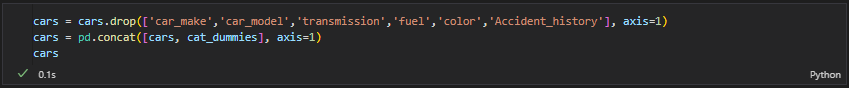 cars = cars.drop(['car_make','car_model','transmission','fuel','color','Accident_history'], axis=1)
cars = pd.concat([cars, cat_dummies], axis=1)
cars
✓ 0.1s Python